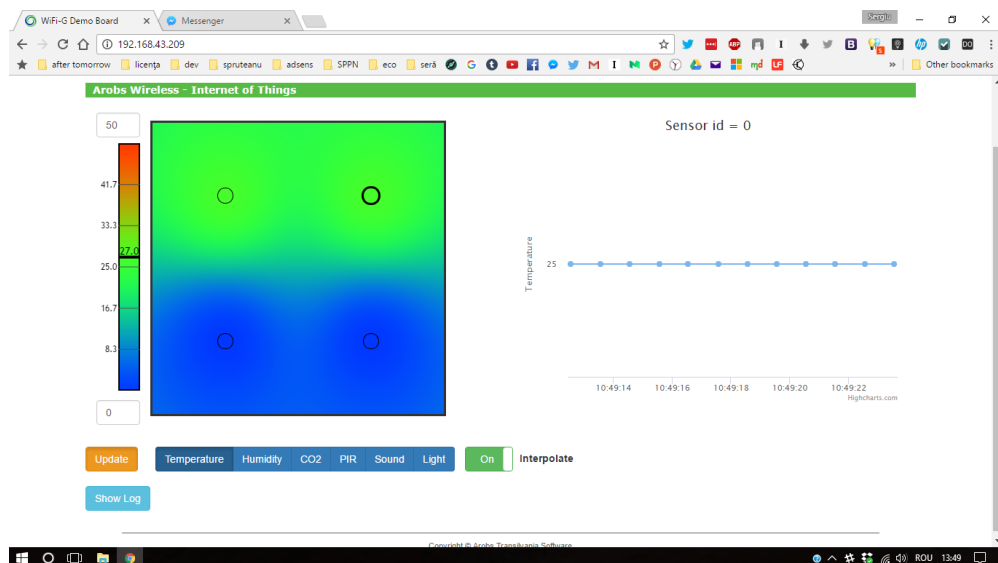 WiFi-G Demo Board
Messenger
Sergiu
192.168.43.209
after tomorrow licența dev spruteanu adsens SPPN eco seră Other bookmarks
Arobs Wireless - Internet of Things
50
Sensor id = 0
41.7
33.3
27.0
25.0
16.7
8.3
0
Temperature
25
10:49:14 10:49:16 10:49:18 10:49:20 10:49:22
Highcharts.com
Update Temperature Humidity CO2 PIR Sound Light On Interpolate
Show Log
Copyright © Arobs Transilvania Software
ROU 13:49